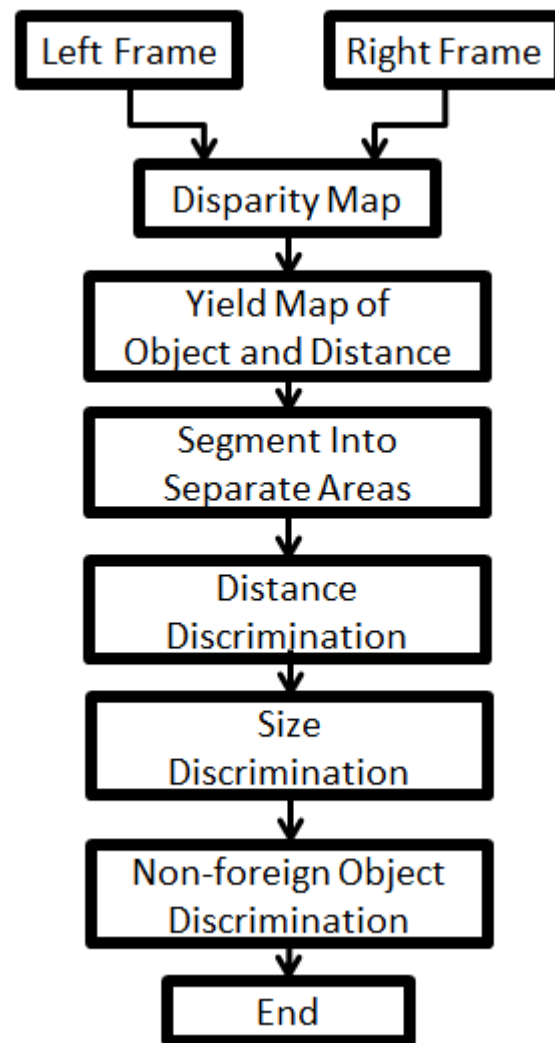 Left Frame
Right Frame
Disparity Map
Yield Map of
Object and Distance
Segment Into
Separate Areas
Distance
Discrimination
Size
Discrimination
Non-foreign Object
Discrimination
End